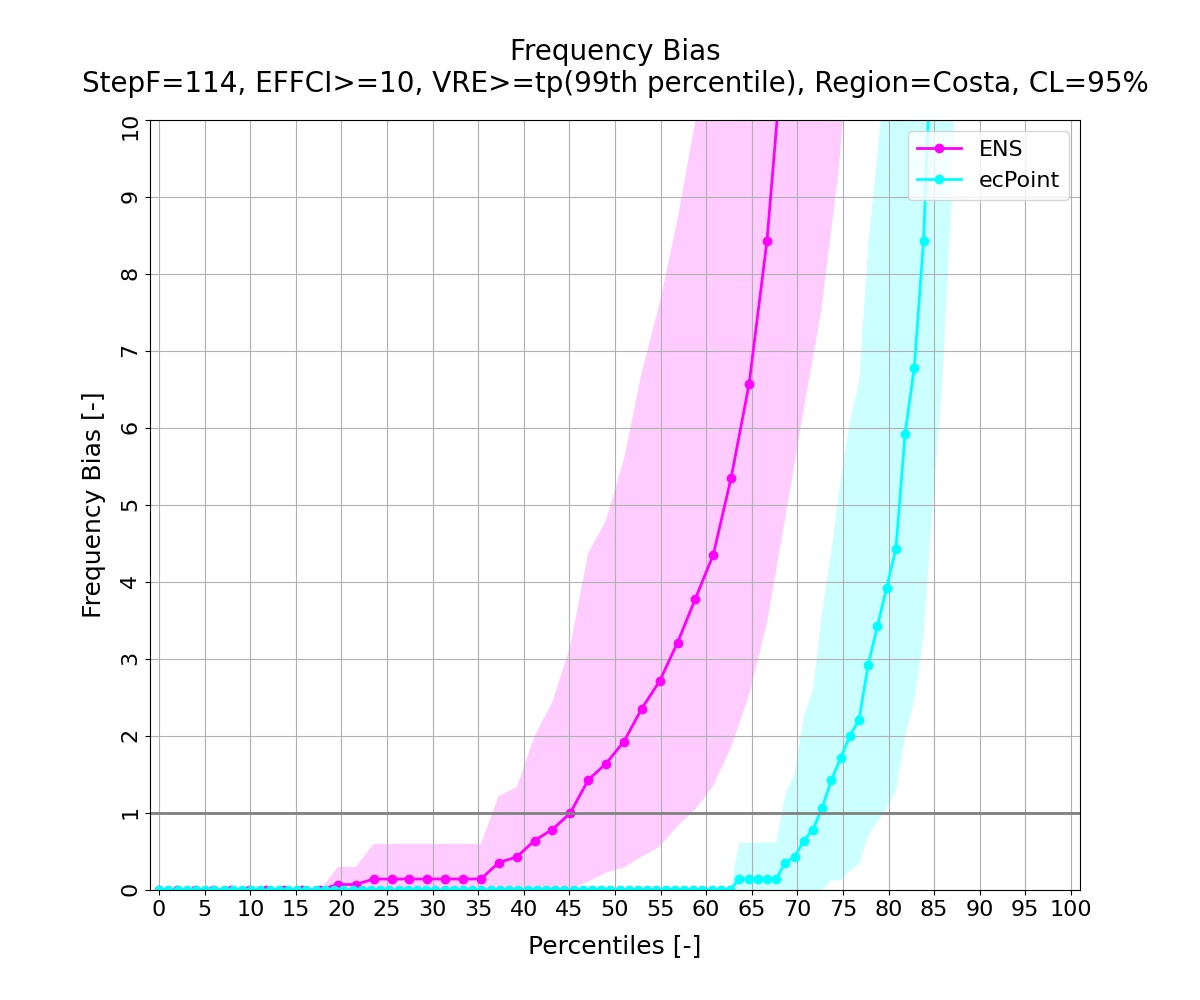 Frequency Bias
StepF=114, EFFCI>=10, VRE>=tp(99th percentile), Region=Costa, CL=95%
ENS
ecPoint
Frequency Bias [-]
10
9
8
7
6
5
4
3
2
1
0
0 5 10 15 20 25 30 35 40 45 50 55 60 65 70 75 80 85 90 95 100
Percentiles [-]